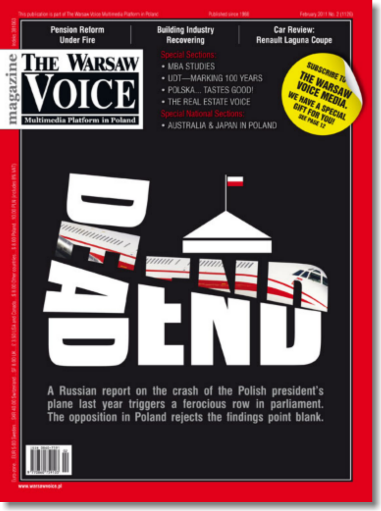 This publication is part of The Warsaw Voice Multimedia Platform in Poland
Published since 1988
February 2011 No. 2
Pension Reform
Under Fire
Building Industry
Recovering
Car Review:
Renault Laguna Coupe
magazine
THE WARSAW
VOICE
Multimedia Platform in Poland
Special Sections
• MBA STUDIES
• UDT—MARKING 100 YEARS
• POLSKA... TASTES GOOD!
• THE REAL ESTATE VOICE
Special National Sections
• AUSTRALIA & JAPAN IN POLAND
SUBSCRIBE TO
THE WARSAW
VOICE MEDIA.
WE HAVE A SPECIAL
GIFT FOR YOU!
SEE PAGE 12
DEAD
END
A Russian report on the crash of the Polish president's
plane last year triggers a ferocious row in parliament.
The opposition in Poland rejects the findings point blank.
www.warsawvoice.pl